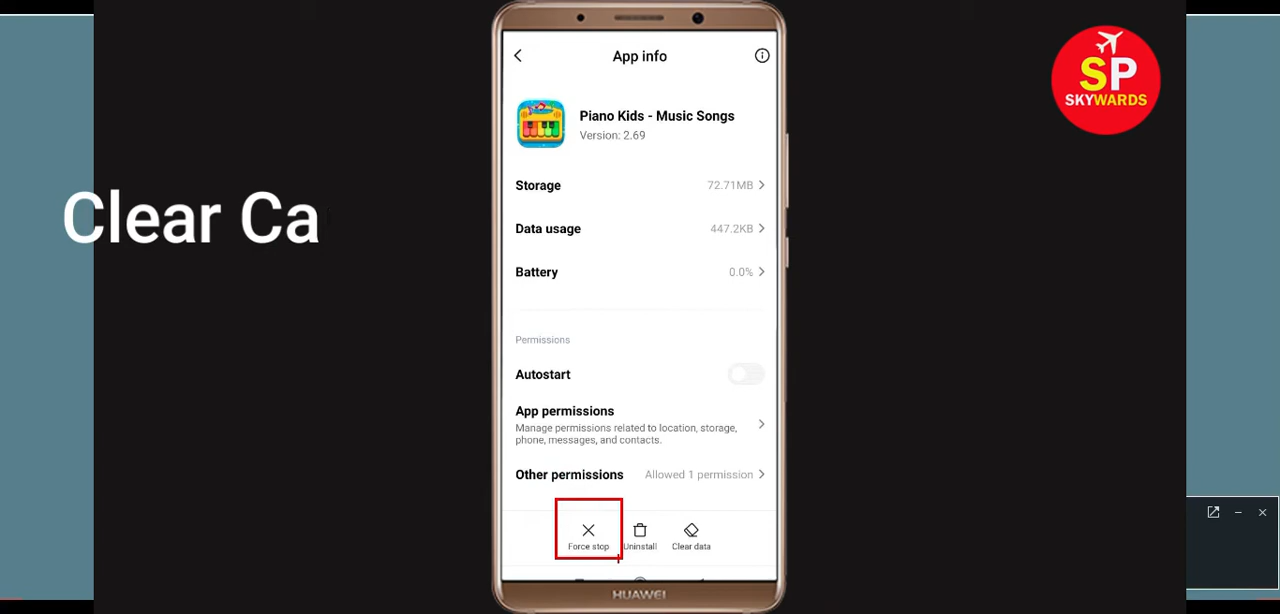 App info
SP
SKYWARDS
Piano Kids - Music Songs
Version: 2.69
Clear Ca
Storage 72.71MB
Data usage 447.2KB
Battery 0.0%
Permissions
Autostart
App permissions
Manage permissions related to location, storage,
phone, messages, and contacts.
Other permissions Allowed 1 permission
Force stop Uninstall Clear data
HUAWEI